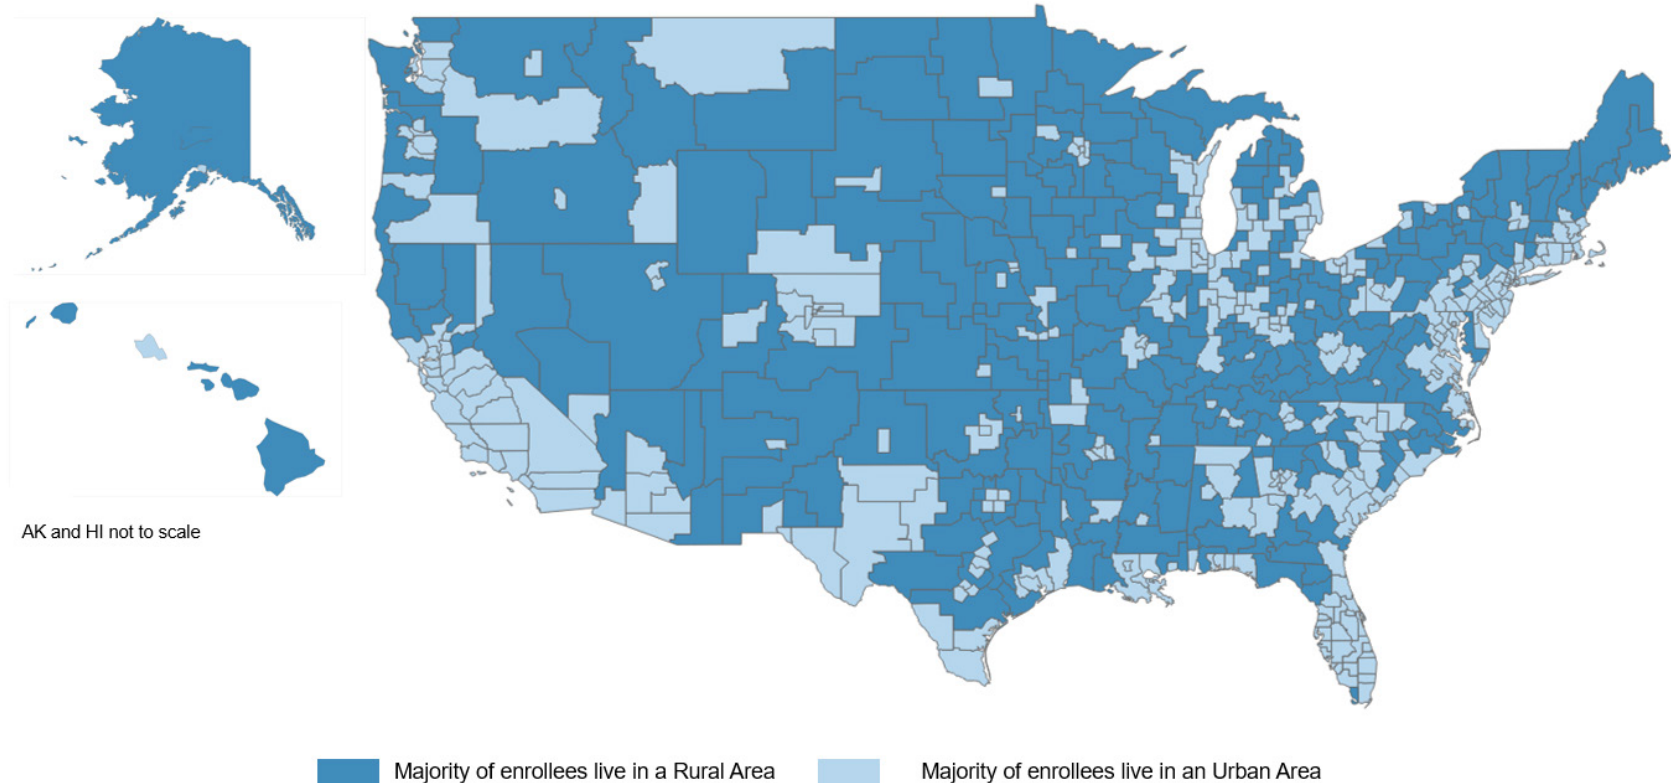 AK and HI not to scale
Majority of enrollees live in a Rural Area
Majority of enrollees live in an Urban Area